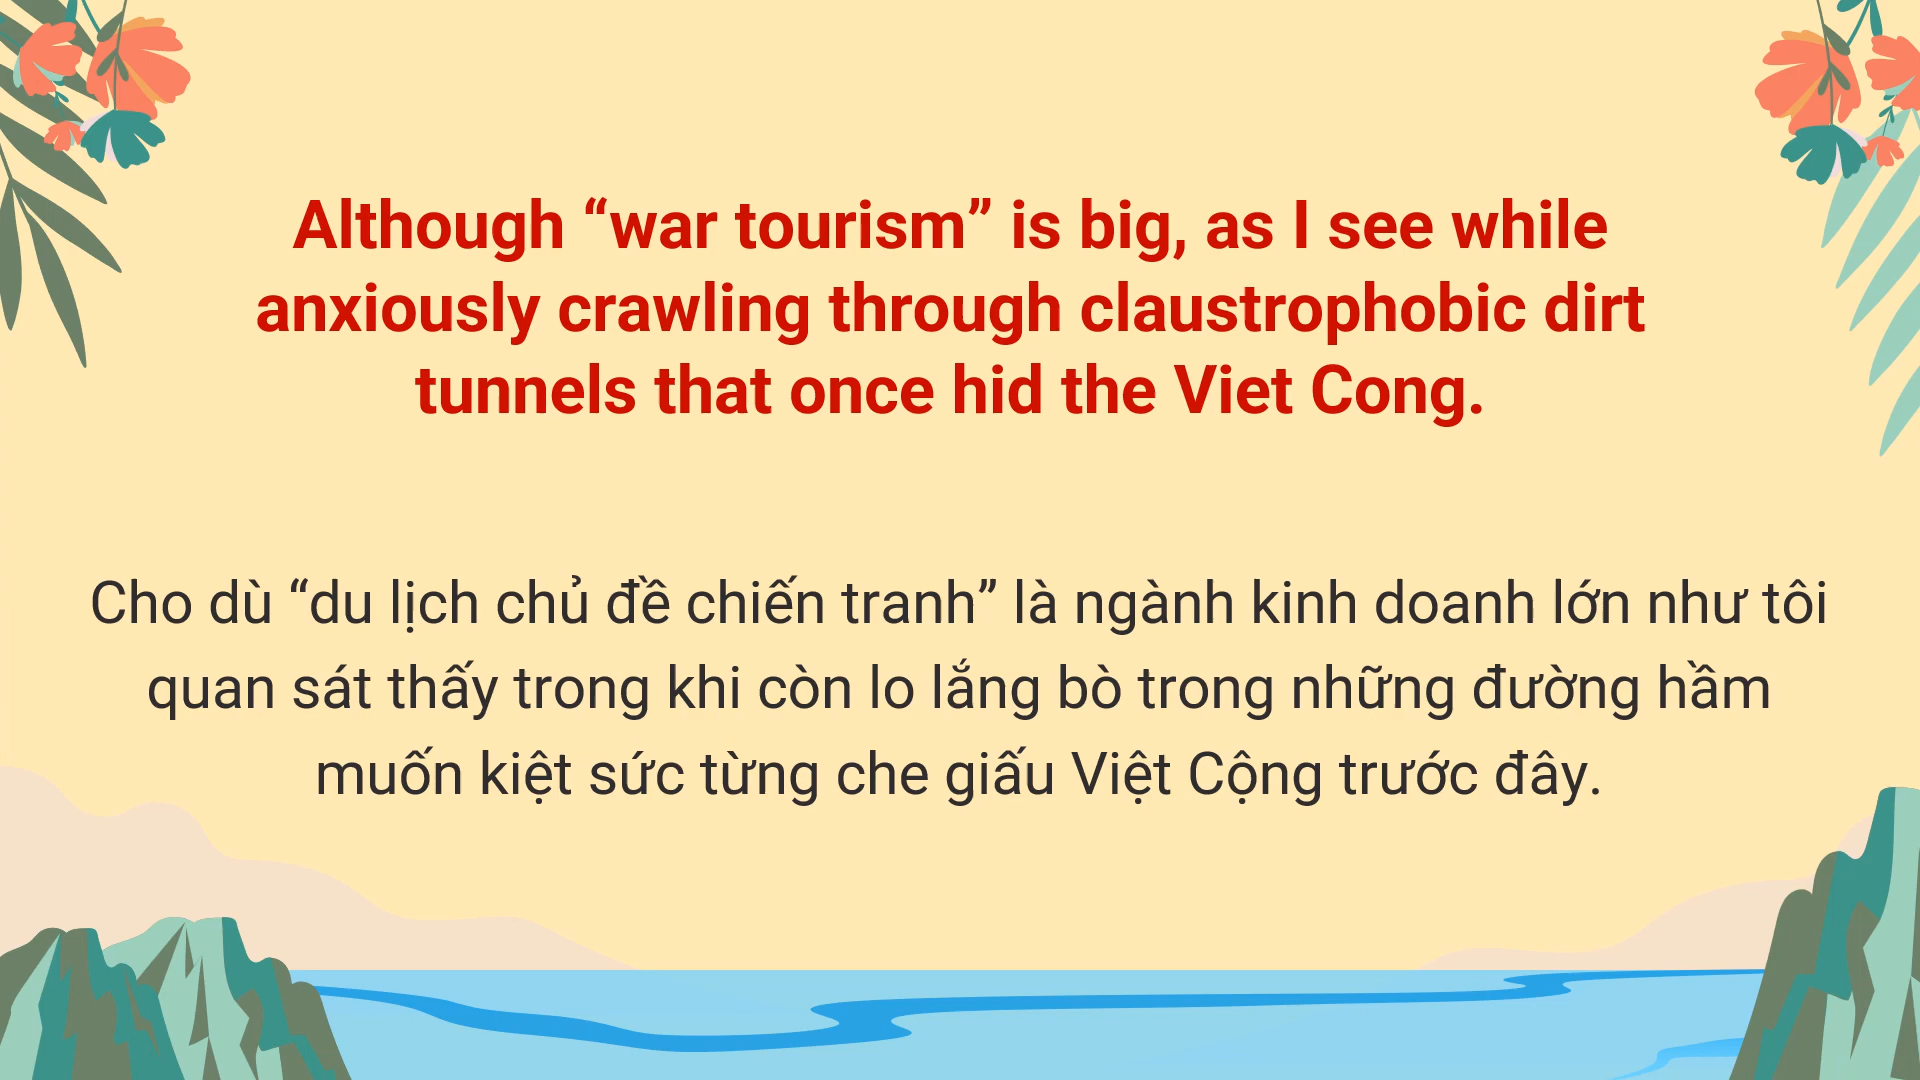 Although “war tourism” is big, as I see while
anxiously crawling through claustrophobic dirt
tunnels that once hid the Viet Cong.
Cho dù “du lịch chủ đề chiến tranh” là ngành kinh doanh lớn như tôi
quan sát thấy trong khi còn lo lắng bò trong những đường hầm
muốn kiệt sức từng che giấu Việt Cộng trước đây.